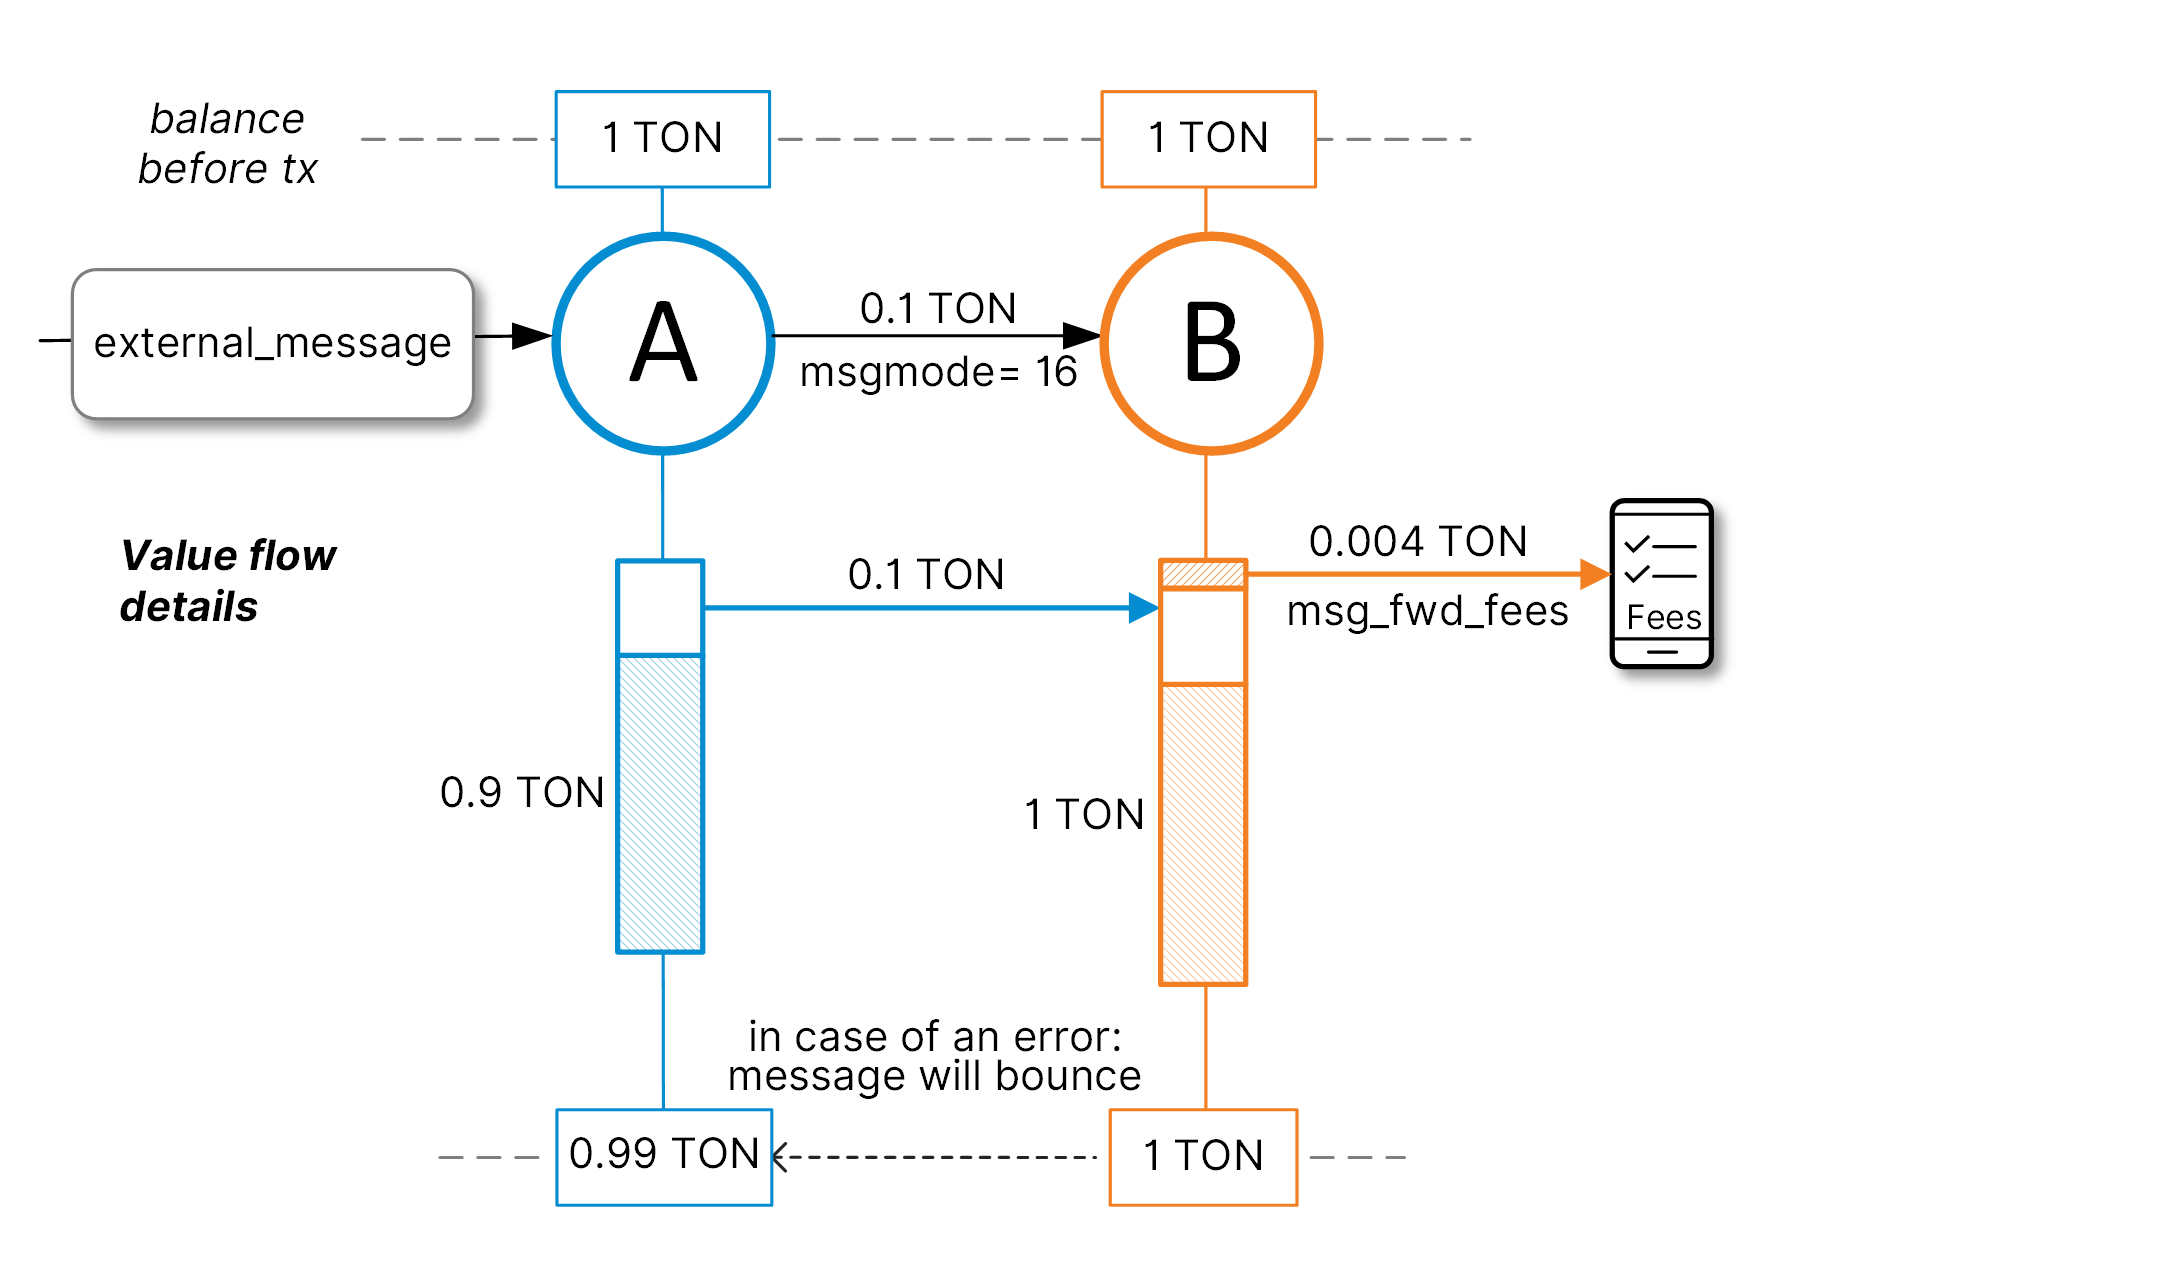 balance
before tx
1 TON
1 TON
external_message
A
0.1 TON
msgmode= 16
B
Value flow
details
0.1 TON
0.004 TON
msg_fwd_fees
Fees
0.9 TON
1 TON
in case of an error:
message will bounce
0.99 TON
1 TON